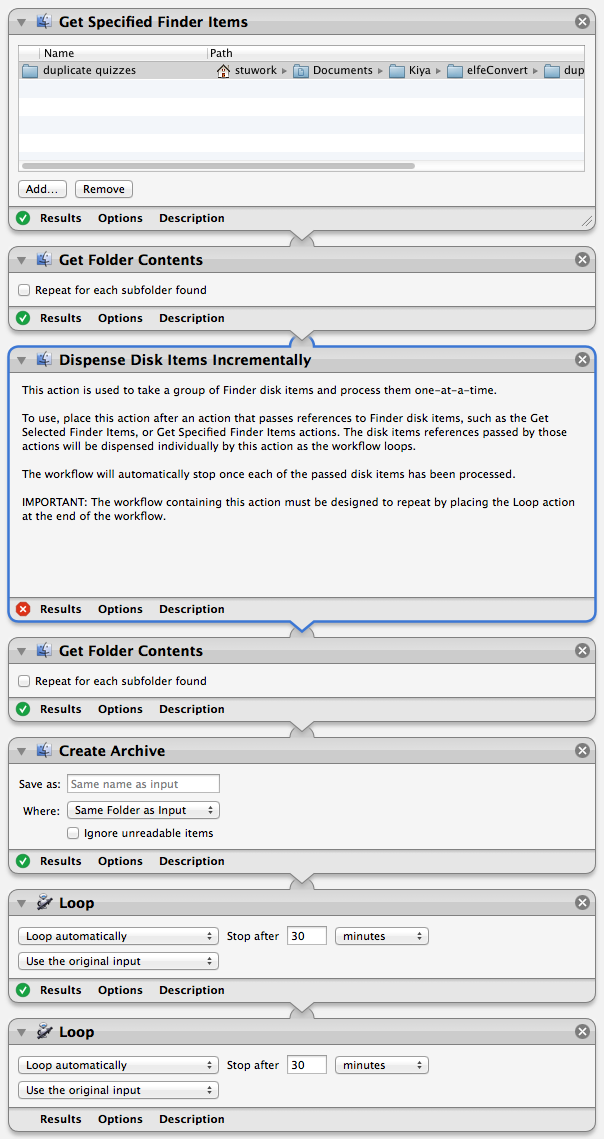 Get Specified Finder Items
Name Path
duplicate quizzes stuwork Documents Kiya elfeConvert dup
Add... Remove
Results Options Description
Get Folder Contents
Repeat for each subfolder found
Results Options Description
Dispense Disk Items Incrementally
This action is used to take a group of Finder disk items and process them one-at-a-time.
To use, place this action after an action that passes references to Finder disk items, such as the Get
Selected Finder Items, or Get Specified Finder Items actions. The disk items references passed by those
actions will be dispensed individually by this action as the workflow loops.
The workflow will automatically stop once each of the passed disk items has been processed.
IMPORTANT: The workflow containing this action must be designed to repeat by placing the Loop action
at the end of the workflow.
Results Options Description
Get Folder Contents
Repeat for each subfolder found
Results Options Description
Create Archive
Save as: Same name as input
Where: Same Folder as Input
Ignore unreadable items
Results Options Description
Loop
Loop automatically Stop after 30 minutes
Use the original input
Results Options Description
Loop
Loop automatically Stop after 30 minutes
Use the original input
Results Options Description